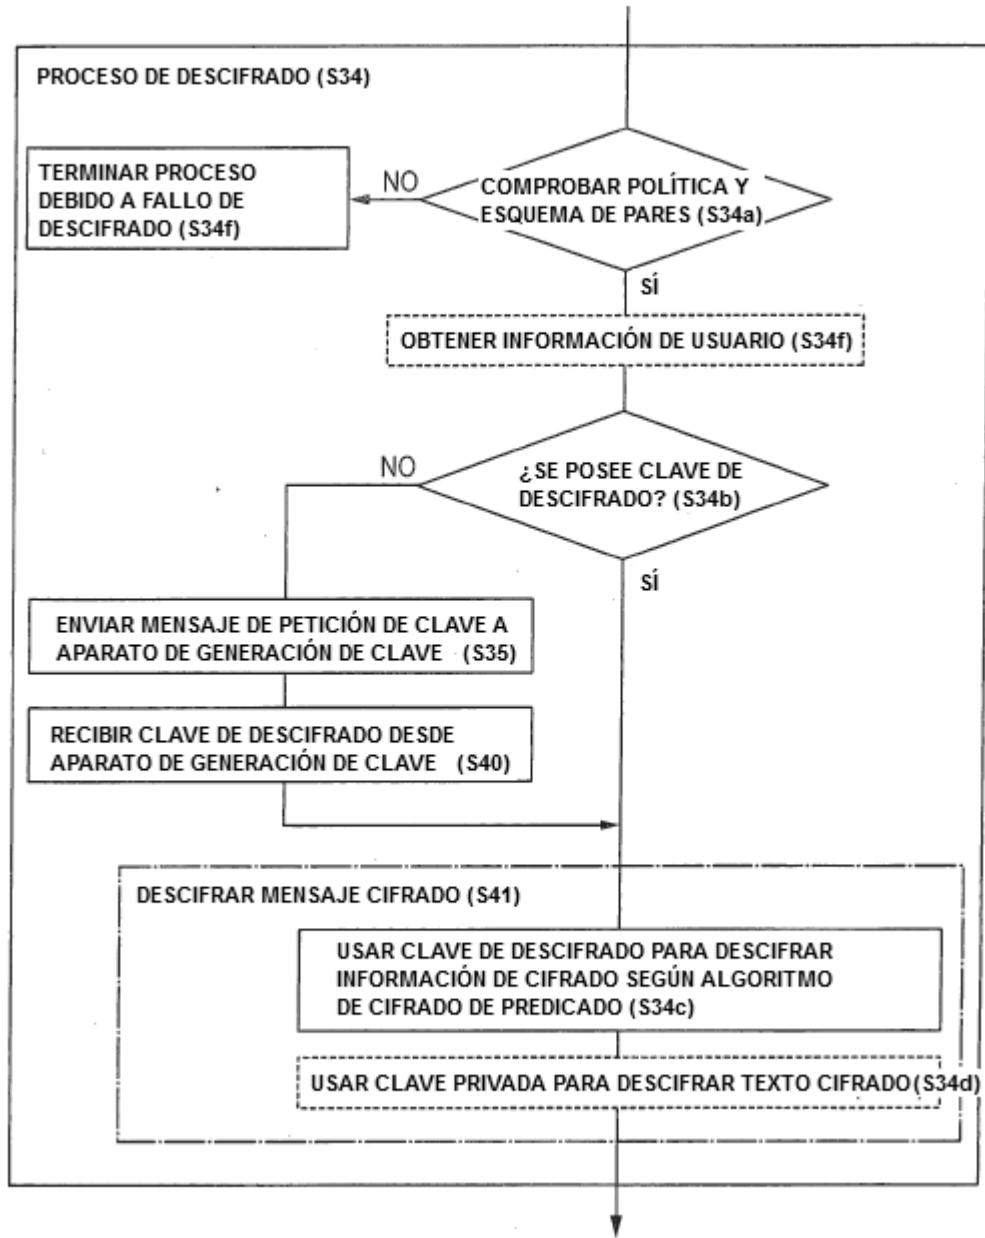 PROCESO DE DESCIFRADO (S34)
COMPROBAR POLÍTICA Y
ESQUEMA DE PARES (S34a)
NO
TERMINAR PROCESO
DEBIDO A FALLO DE
DESCIFRADO (S34f)
SÍ
OBTENER INFORMACIÓN DE USUARIO (S34f)
¿SE POSEE CLAVE DE
DESCIFRADO? (S34b)
NO
SÍ
ENVIAR MENSAJE DE PETICIÓN DE CLAVE A
APARATO DE GENERACIÓN DE CLAVE (S35)
RECIBIR CLAVE DE DESCIFRADO DESDE
APARATO DE GENERACIÓN DE CLAVE (S40)
DESCIFRAR MENSAJE CIFRADO (S41)
USAR CLAVE DE DESCIFRADO PARA DESCIFRAR
INFORMACIÓN DE CIFRADO SEGÚN ALGORITMO
DE CIFRADO DE PREDICADO (S34c)
USAR CLAVE PRIVADA PARA DESCIFRAR TEXTO CIFRADO(S34d)